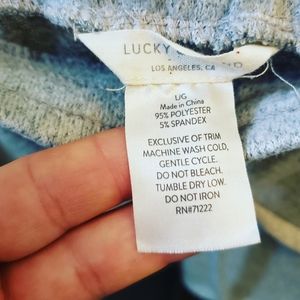 LUCKY
LOS ANGELES, CA
L/G
Made in China
95% POLYESTER
5% SPANDEX
EXCLUSIVE OF TRIM
MACHINE WASH COLD,
GENTLE CYCLE.
DO NOT BLEACH.
TUMBLE DRY LOW.
DO NOT IRON
RN#71222